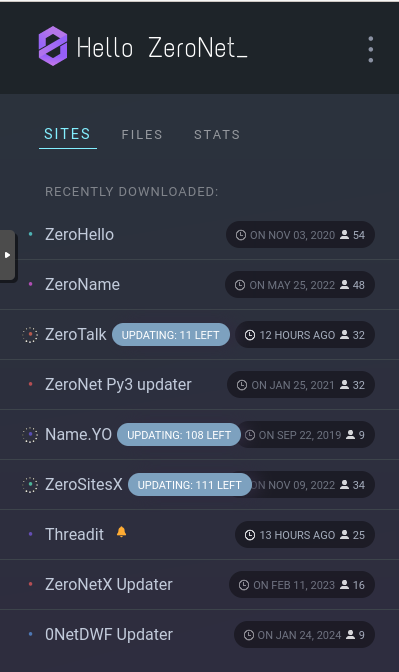 Hello ZeroNet_
SITES FILES STATS
RECENTLY DOWNLOADED:
ZeroHello ON NOV 03, 2020 54
ZeroName ON MAY 25, 2022 48
ZeroTalk UPDATING: 11 LEFT 12 HOURS AGO 32
ZeroNet Py3 updater ON JAN 25, 2021 32
Name.YO UPDATING: 108 LEFT ON SEP 22, 2019 9
ZeroSitesX UPDATING: 111 LEFT ON NOV 09, 2022 34
Threadit 13 HOURS AGO 25
ZeroNetX Updater ON FEB 11, 2023 16
0NetDWF Updater ON JAN 24, 2024 9